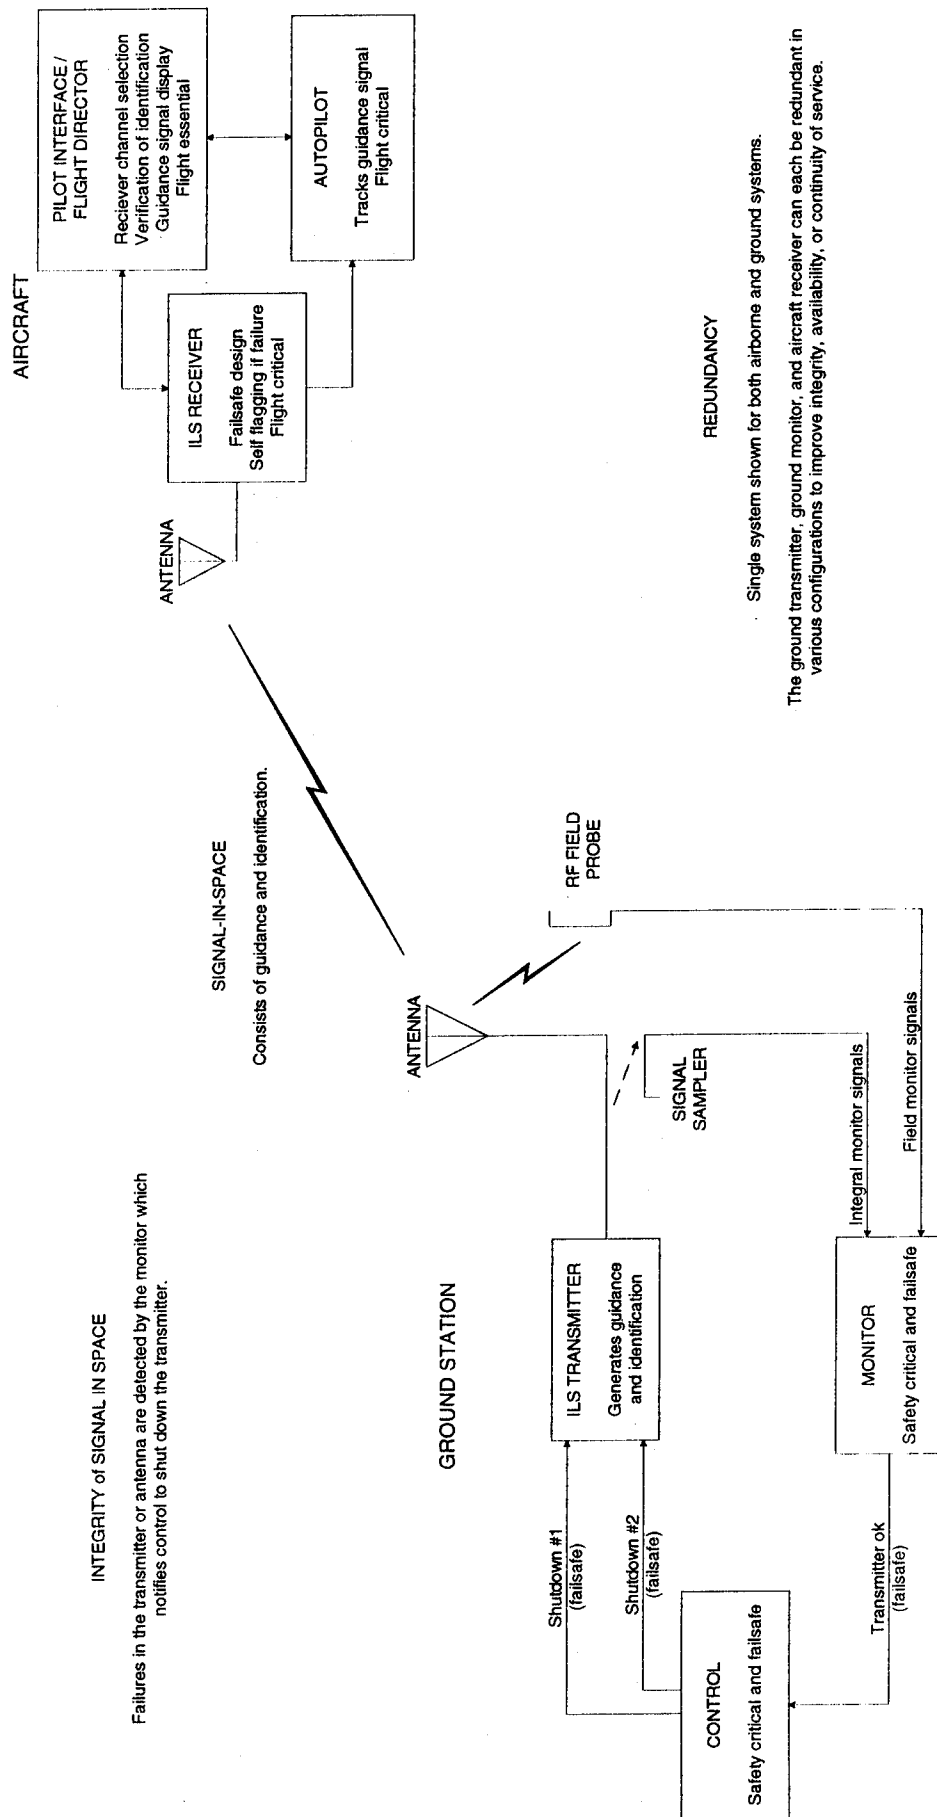 INTEGRITY of SIGNAL IN SPACE
Failures in the transmitter or antenna are detected by the monitor which
notifies control to shut down the transmitter.
SIGNAL-IN-SPACE
Consists of guidance and identification.
AIRCRAFT
ANTENNA
ILS RECEIVER
Failsafe design
Self flagging if failure
Flight critical
PILOT INTERFACE /
FLIGHT DIRECTOR
Reciever channel selection
Verification of identification
Guidance signal display
Flight essential
AUTOPILOT
Tracks guidance signal
Flight critical
GROUND STATION
ANTENNA
RF FIELD
PROBE
SIGNAL
SAMPLER
ILS TRANSMITTER
Generates guidance
and identification
Shutdown #1
(failsafe)
Shutdown #2
(failsafe)
CONTROL
Safety critical and failsafe
Transmitter ok
(failsafe)
MONITOR
Safety critical and failsafe
Integral monitor signals
Field monitor signals
REDUNDANCY
Single system shown for both airborne and ground systems.
The ground transmitter, ground monitor, and aircraft receiver can each be redundant in
various configurations to improve integrity, availability, or continuity of service.